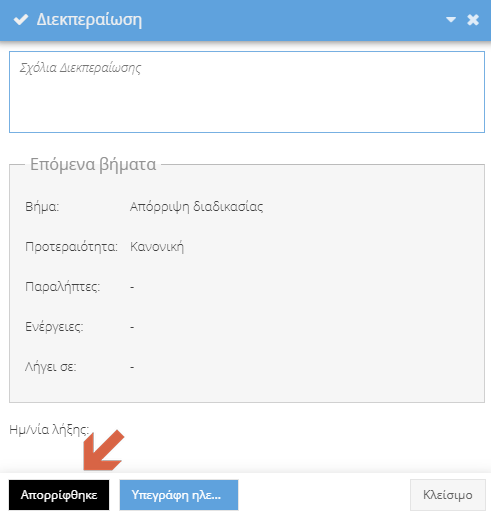 Διεκπεραίωση
Σχόλια Διεκπεραίωσης
Επόμενα βήματα
Βήμα: Απόρριψη διαδικασίας
Προτεραιότητα: Κανονική
Παραλήπτες: -
Ενέργειες: -
Λήγει σε: -
Ημ/νία λήξης:
Απορρίφθηκε Υπεγράφη ηλε... Κλείσιμο